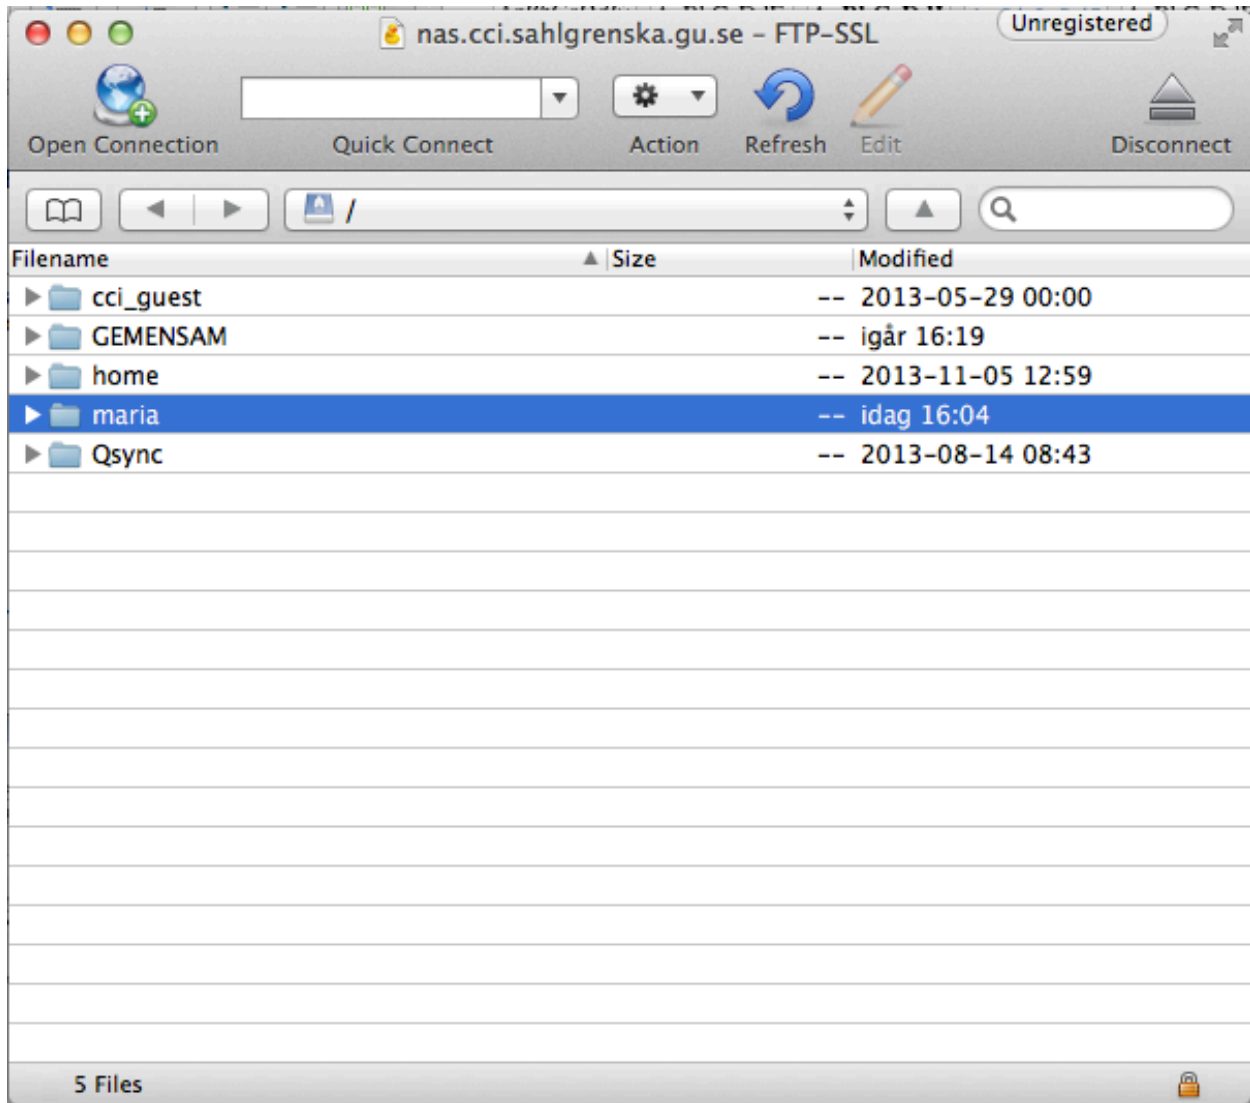 nas.cci.sahlgrenska.gu.se – FTP-SSL Unregistered
Open Connection Quick Connect Action Refresh Edit Disconnect
/
Filename Size Modified
cci_guest -- 2013-05-29 00:00
GEMENSAM -- igår 16:19
home -- 2013-11-05 12:59
maria -- idag 16:04
Qsync -- 2013-08-14 08:43
5 Files